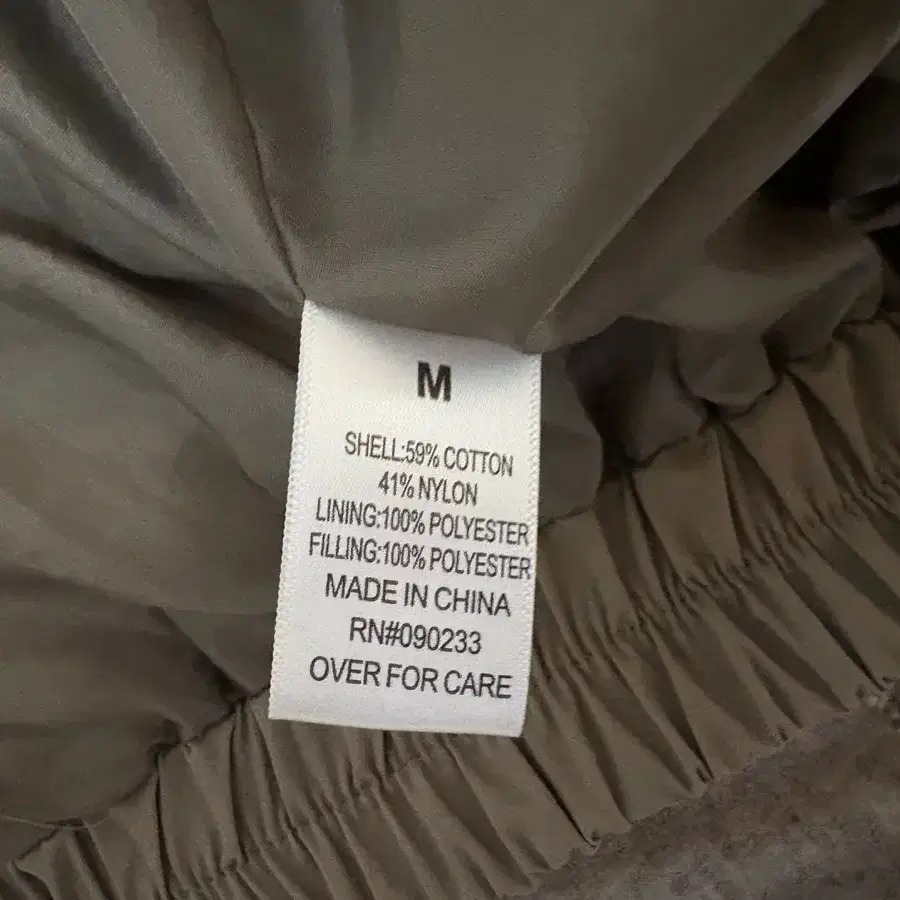 M
SHELL:59% COTTON
41% NYLON
LINING:100% POLYESTER
FILLING:100% POLYESTER
MADE IN CHINA
RN#090233
OVER FOR CARE